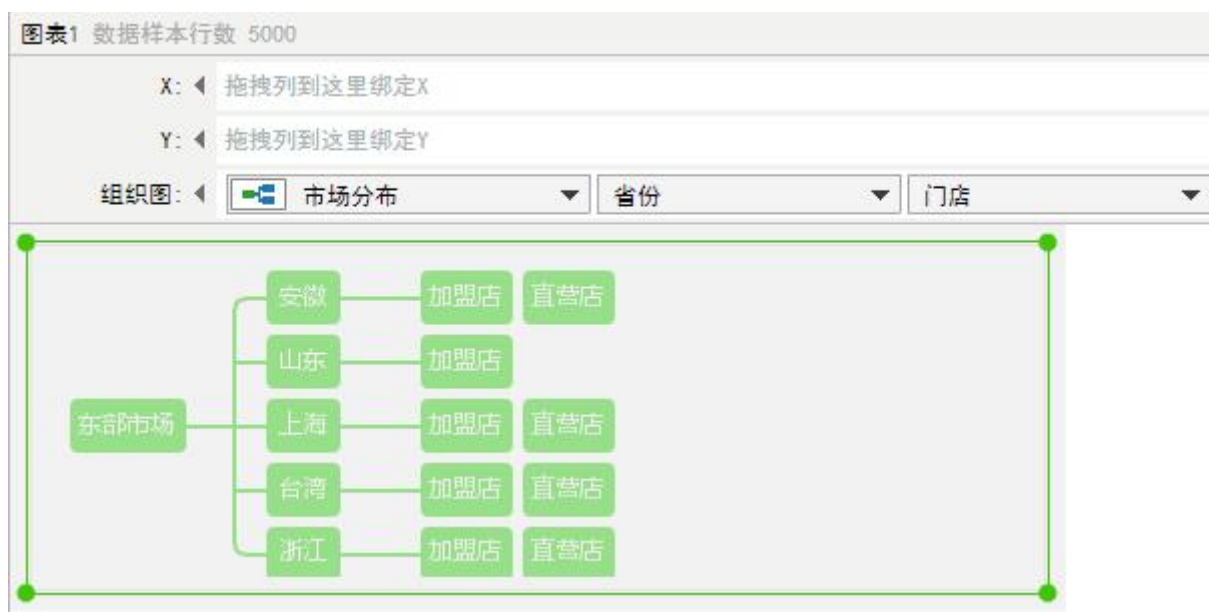 图表1 数据样本行数 5000
X: 拖拽列到这里绑定X
Y: 拖拽列到这里绑定Y
组织图: 市场分布 省份 门店
安徽 加盟店 直营店
山东 加盟店
东部市场 上海 加盟店 直营店
台湾 加盟店 直营店
浙江 加盟店 直营店